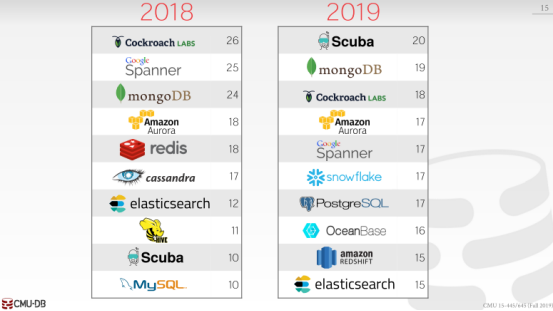 15
2018
Cockroach LABS 26
Google
Spanner 25
mongoDB 24
Amazon
Aurora 18
redis 18
cassandra 17
elasticsearch 12
HIVE 11
Scuba 10
MySQL 10
2019
Scuba 20
mongoDB 19
Cockroach LABS 18
Amazon
Aurora 17
Google
Spanner 17
snowflake 17
PostgreSQL 17
OceanBase 16
amazon
REDSHIFT 15
elasticsearch 15
CMU-DB
CMU 15-445/645 (Fall 2019)